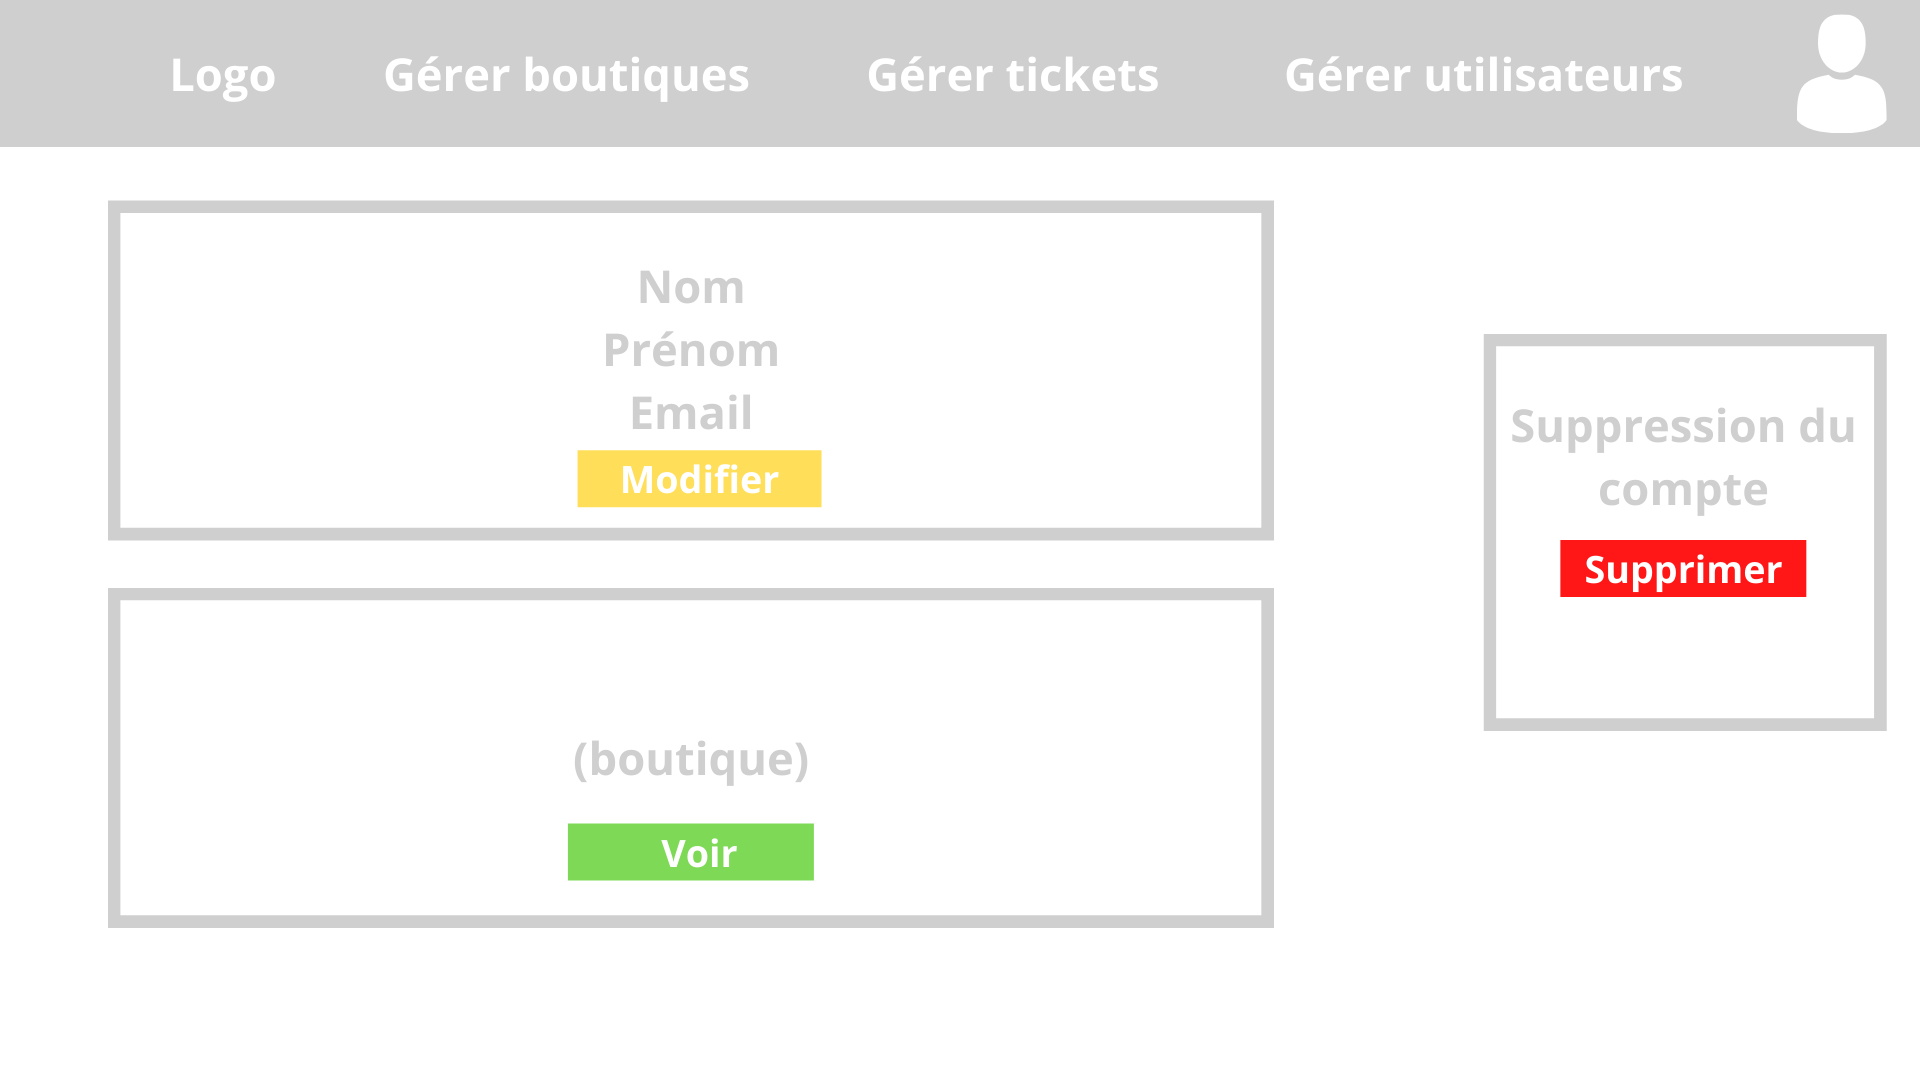 Logo
Gérer boutiques
Gérer tickets
Gérer utilisateurs
Nom
Prénom
Email
Modifier
(boutique)
Voir
Suppression du
compte
Supprimer